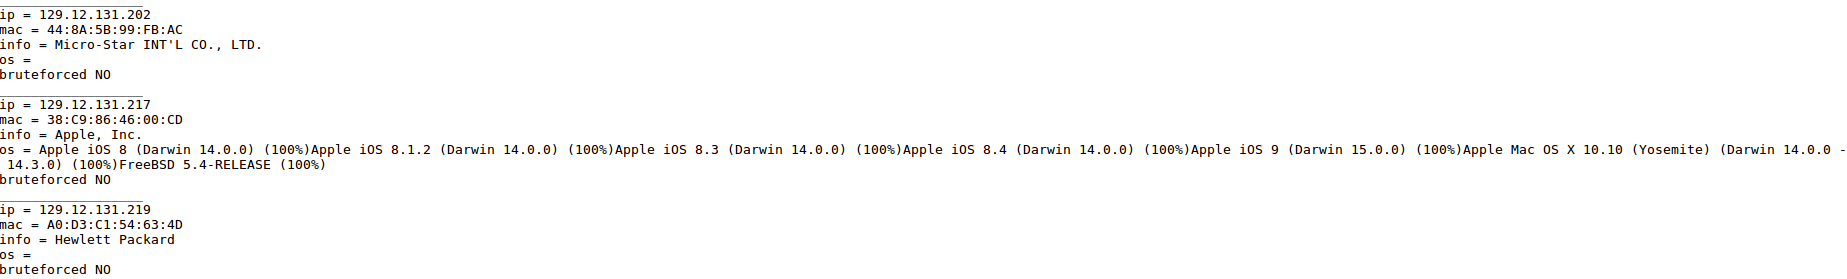 ip = 129.12.131.202
mac = 44:8A:5B:99:FB:AC
info = Micro-Star INT'L CO., LTD.
os =
bruteforced NO
__________________
ip = 129.12.131.217
mac = 38:C9:86:46:00:CD
info = Apple, Inc.
os = Apple iOS 8 (Darwin 14.0.0) (100%)Apple iOS 8.1.2 (Darwin 14.0.0) (100%)Apple iOS 8.3 (Darwin 14.0.0) (100%)Apple iOS 8.4 (Darwin 14.0.0) (100%)Apple iOS 9 (Darwin 15.0.0) (100%)Apple Mac OS X 10.10 (Yosemite) (Darwin 14.0.0 -
14.3.0) (100%)FreeBSD 5.4-RELEASE (100%)
bruteforced NO
__________________
ip = 129.12.131.219
mac = A0:D3:C1:54:63:4D
info = Hewlett Packard
os =
bruteforced NO